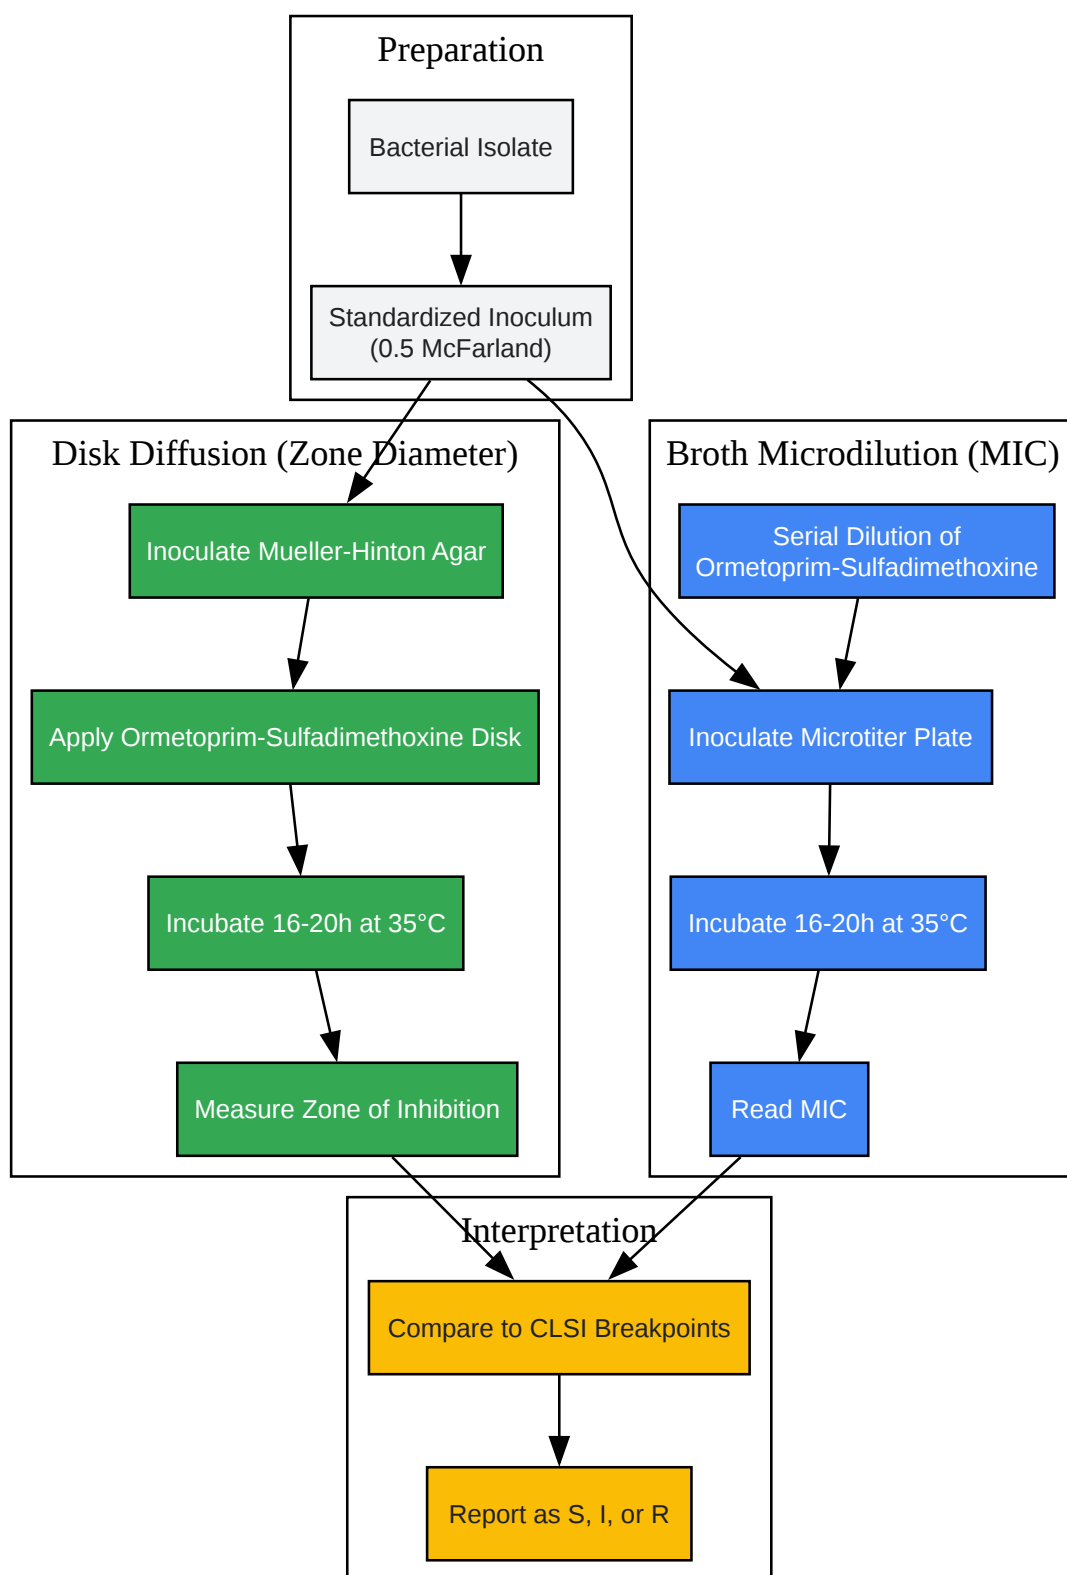 Preparation
Bacterial Isolate
Standardized Inoculum
(0.5 McFarland)
Disk Diffusion (Zone Diameter)
Inoculate Mueller-Hinton Agar
Apply Ormetoprim-Sulfadimethoxine Disk
Incubate 16-20h at 35°C
Measure Zone of Inhibition
Broth Microdilution (MIC)
Serial Dilution of
Ormetoprim-Sulfadimethoxine
Inoculate Microtiter Plate
Incubate 16-20h at 35°C
Read MIC
Interpretation
Compare to CLSI Breakpoints
Report as S, I, or R